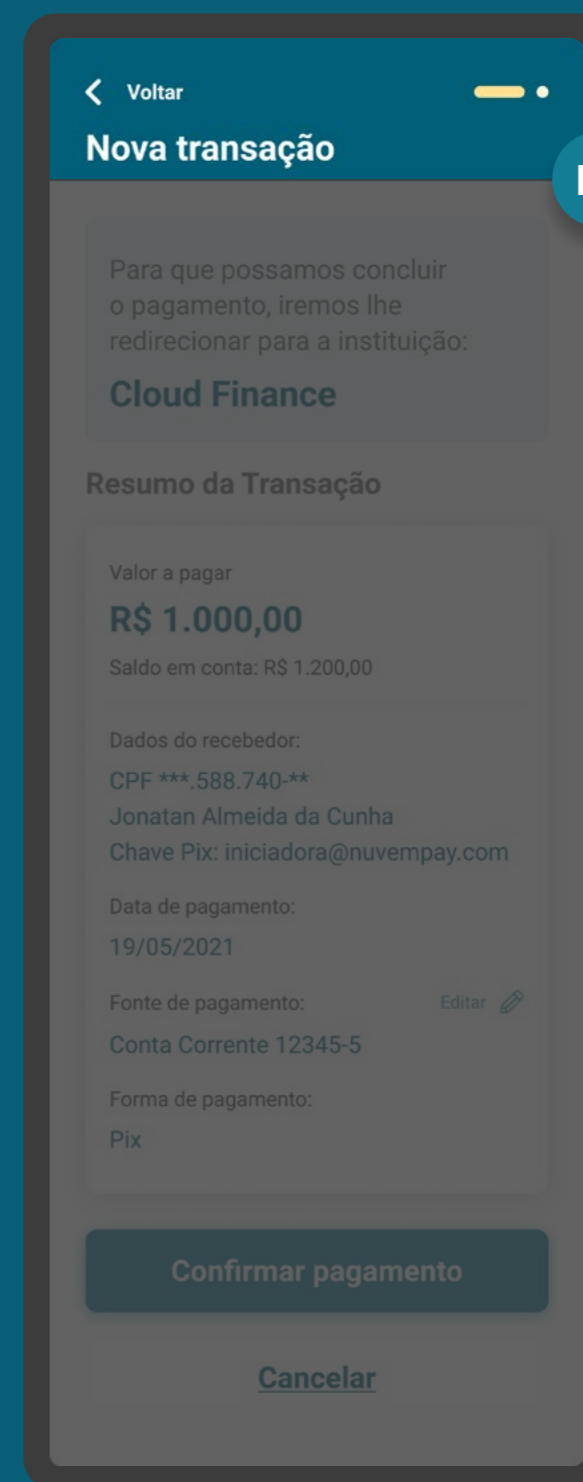 Voltar
Nova transação
Para que possamos concluir
o pagamento, iremos lhe
redirecionar para a instituição:
Cloud Finance
Resumo da Transação
Valor a pagar
R$ 1.000,00
Saldo em conta: R$ 1.200,00
Dados do recebedor:
CPF ***.588.740-**
Jonatan Almeida da Cunha
Chave Pix: iniciadora@nuvempay.com
Data de pagamento:
19/05/2021
Fonte de pagamento: Editar
Conta Corrente 12345-5
Forma de pagamento:
Pix
Confirmar pagamento
Cancelar